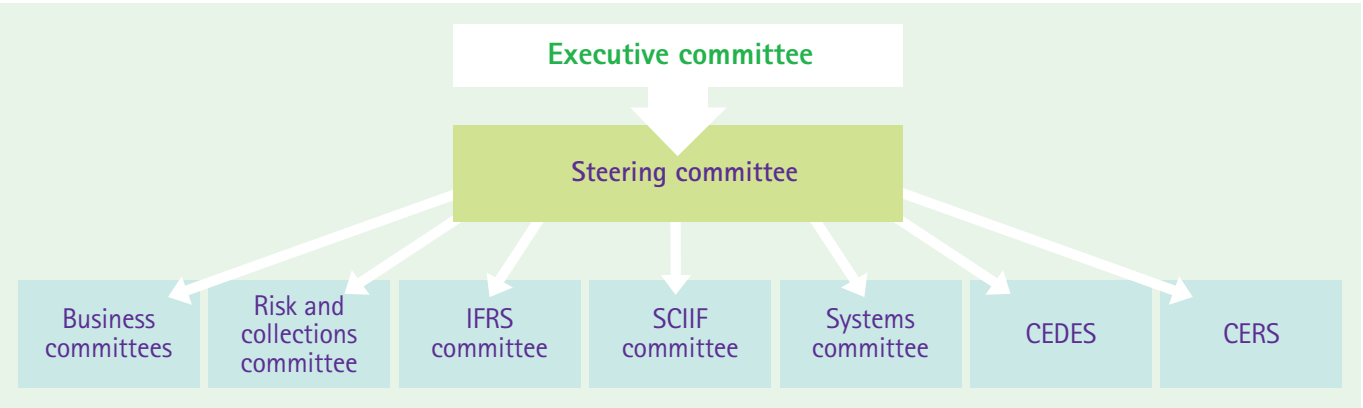 Executive committee
Steering committee
Business
committees
Risk and
collections
committee
IFRS
committee
SCIIF
committee
Systems
committee
CEDES
CERS